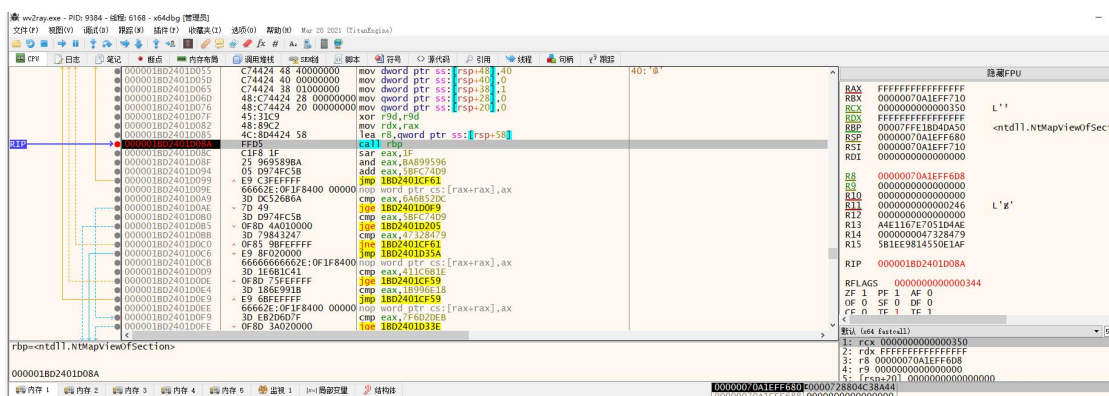 wv2ray.exe - PID: 9384 - 线程: 6168 - x64dbg [管理员]
文件(F) 视图(V) 调试(D) 跟踪(N) 插件(P) 收藏夹(I) 选项(O) 帮助(H) Mar 28 2021 (TitanEngine)
CPU 日志 笔记 断点 内存布局 调用堆栈 SEH链 脚本 符号 源代码 引用 线程 句柄 跟踪
000001BD2401D055 C74424 48 40000000 mov dword ptr ss:[rsp+48],40 40:'@'
000001BD2401D05D C74424 40 00000000 mov dword ptr ss:[rsp+40],0
000001BD2401D065 C74424 38 01000000 mov dword ptr ss:[rsp+38],1
000001BD2401D06D 48:C74424 28 00000000 mov qword ptr ss:[rsp+28],0
000001BD2401D076 48:C74424 20 00000000 mov qword ptr ss:[rsp+20],0
000001BD2401D07F 45:31C9 xor r9d,r9d
000001BD2401D082 48:89C2 mov rdx,rax
000001BD2401D085 4C:8D4424 58 lea r8,qword ptr ss:[rsp+58]
RIP 000001BD2401D08A FFD5 call rbp
000001BD2401D08C C1F8 1F sar eax,1F
000001BD2401D08F 25 969589BA and eax,BA899596
000001BD2401D094 05 D974FC5B add eax,5BFC74D9
000001BD2401D099 E9 C3FEFFFF jmp 1BD2401CF61
000001BD2401D09E 66662E:0F1F8400 00000 nop word ptr cs:[rax+rax],ax
000001BD2401D0A9 3D DC526B6A cmp eax,6A6B52DC
000001BD2401D0AE 7D 49 jge 1BD2401D0F9
000001BD2401D0B0 3D D974FC5B cmp eax,5BFC74D9
000001BD2401D0B5 0F8D 4A010000 jge 1BD2401D205
000001BD2401D0BB 3D 79843247 cmp eax,47328479
000001BD2401D0C0 0F85 9BFEFFFF jne 1BD2401CF61
000001BD2401D0C6 E9 8F020000 jmp 1BD2401D35A
66666666662E:0F1F8400 nop word ptr cs:[rax+rax],ax
000001BD2401D0D9 3D 1E6B1C41 cmp eax,411C6B1E
000001BD2401D0DE 0F8D 75FEFFFF jge 1BD2401CF59
000001BD2401D0E4 3D 186E991B cmp eax,1B996E18
000001BD2401D0E9 E9 6BFEFFFF jmp 1BD2401CF59
000001BD2401D0EE 66662E:0F1F8400 00000 nop word ptr cs:[rax+rax],ax
000001BD2401D0F9 3D EB2D6D7F cmp eax,7F6D2DEB
000001BD2401D0FE 0F8D 3A020000 jge 1BD2401D33E
rbp=<ntdll.NtMapViewOfSection>
000001BD2401D08A
内存 1 内存 2 内存 3 内存 4 内存 5 监视 1 局部变量 结构体
隐藏FPU
RAX FFFFFFFFFFFFFFFF
RBX 00000070A1EFF710
RCX 0000000000000350 L''
RDX FFFFFFFFFFFFFFFF
RBP 00007FFE1BD4DA50 <ntdll.NtMapViewOfSect
RSP 00000070A1EFF680
RSI 00000070A1EFF710
RDI 0000000000000000
R8 00000070A1EFF6D8
R9 0000000000000000
R10 0000000000000000
R11 0000000000000246
R12 0000000000000000
R13 A4E1167E7051D4AE
R14 0000000047328479
R15 5B1EE9814550E1AF
RIP 000001BD2401D08A
RFLAGS 0000000000000344
ZF 1 PF 1 AF 0
OF 0 SF 0 DF 0
CF 0 TF 1 IF 1
默认 (x64 fastcall)
1: rcx 0000000000000350
2: rdx FFFFFFFFFFFFFFFF
3: r8 00000070A1EFF6D8
4: r9 0000000000000000
5: [rsp+20] 0000000000000000
00000070A1EFF680 0000728804C38A44